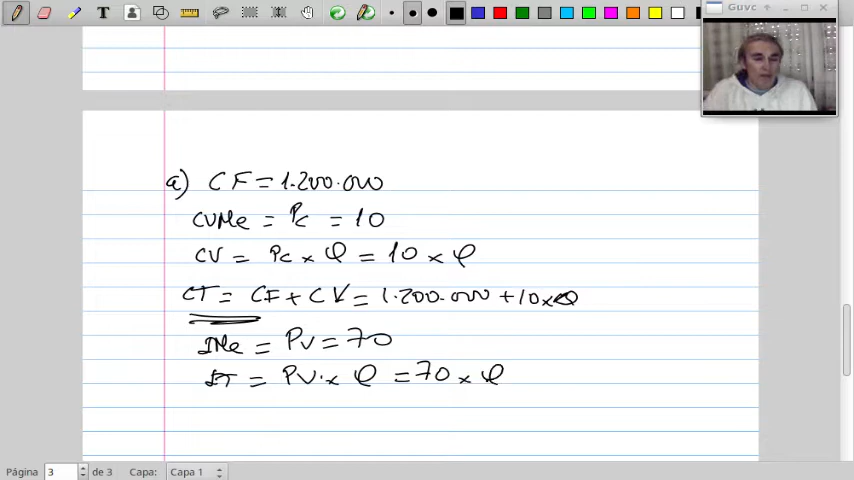 Guvc
a) CF = 1.200.000
CVMe = Pc = 10
CV = Pc x Q = 10 x Q
CT = CF + CV = 1.200.000 + 10 x Q
IMe = PV = 70
IT = PV x Q = 70 x Q
Página 3 de 3 Capa: Capa 1